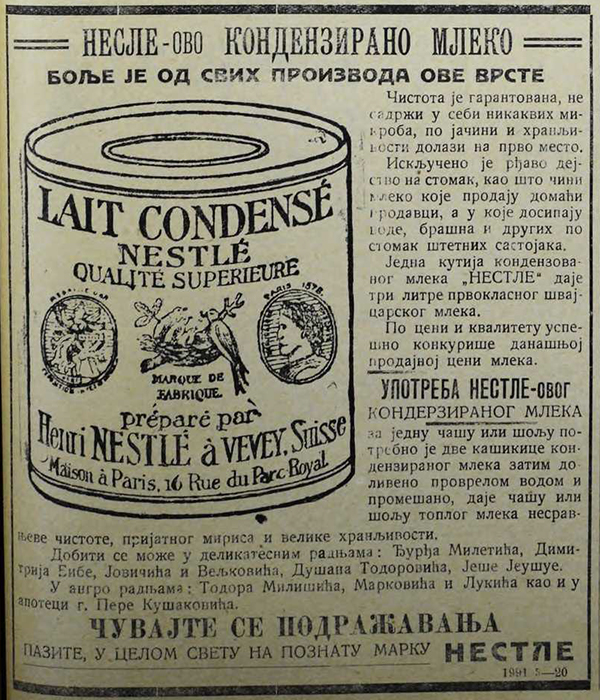 НЕСЛЕ-ОВО КОНДЕНЗИРАНО МЛЕКО
БОЉЕ ЈЕ ОД СВИХ ПРОИЗВОДА ОВЕ ВРСТЕ
LAIT CONDENSÉ
NESTLÉ
QUALITÉ SUPERIEURE
PARIS 1878
MARQUE DE
FABRIQUE
préparé par
Henri NESTLÉ à VEVEY, Suisse
Maison à Paris, 16 Rue du Parc-Royal
Чистота је гарантована, не
садржи у себи никаквих ми-
кроба, по јачини и хранљи-
вости долази на прво место.
Искључено је рђаво деј-
ство на стомак, као што чини
млеко које продају домаћи
продавци, а у које досипају
воде, брашна и других по
стомак штетних састојака.
Једна кутија кондензова-
ног млека „НЕСТЛЕ“ даје
три литре првокласног швај-
царског млека.
По цени и квалитету успе-
шно конкурише данашњој
продајној цени млека.
УПОТРЕБА НЕСТЛЕ-овог
КОНДЕРЗИРАНОГ МЛЕКА
за једну чашу или шољу по-
требно је две кашикице кон-
дензираног млека затим до-
ливено проврелом водом и
промешано, даје чашу или
шољу топлог млека несрав-
њеве чистоте, пријатног мириса и велике хранљивости.
Добити се може у деликатесним радњама: Ђурђа Милетића, Дими-
трија Бибе, Јовичића и Вељковића, Душана Тодоровића, Јеше Јеушуе.
У ангро радњама: Тодора Милишића, Марковића и Лукића као и у
апотеци г. Пере Кушаковића.
ЧУВАЈТЕ СЕ ПОДРАЖАВАЊА
ПАЗИТЕ, У ЦЕЛОМ СВЕТУ НА ПОЗНАТУ МАРКУ НЕСТЛЕ
1991 5—20